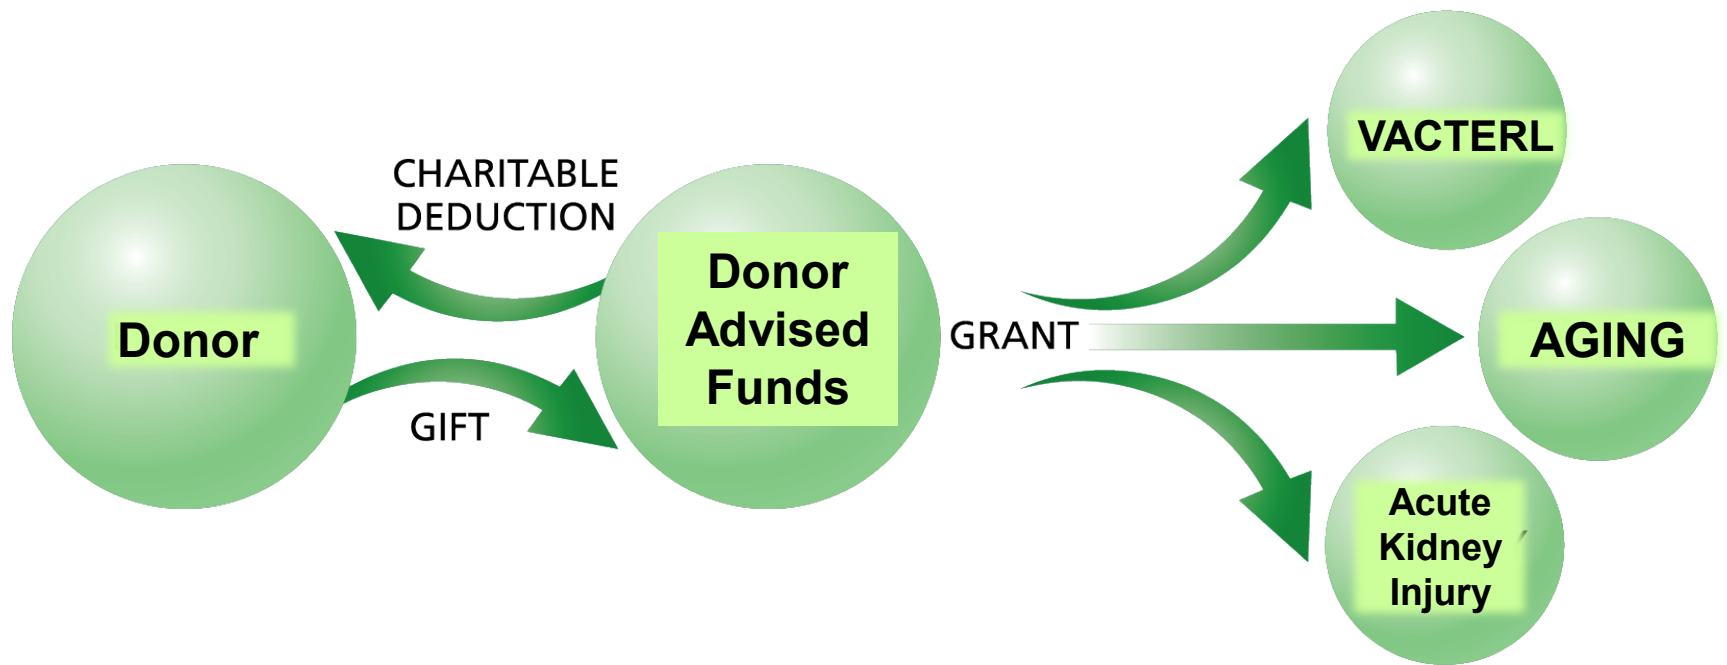 Donor
CHARITABLE
DEDUCTION
GIFT
Donor
Advised
Funds
GRANT
VACTERL
AGING
Acute
Kidney
Injury